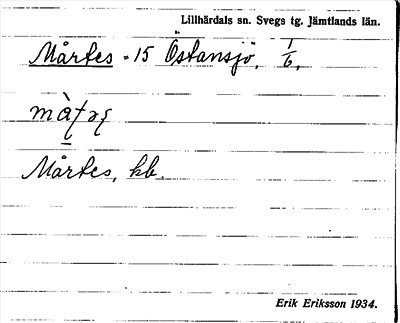 Lillhärdals sn. Svegs tg. Jämtlands län.
Mårtes - 15 Östansjö, 1/6,
Mårtes, kb.
Erik Eriksson 1934.